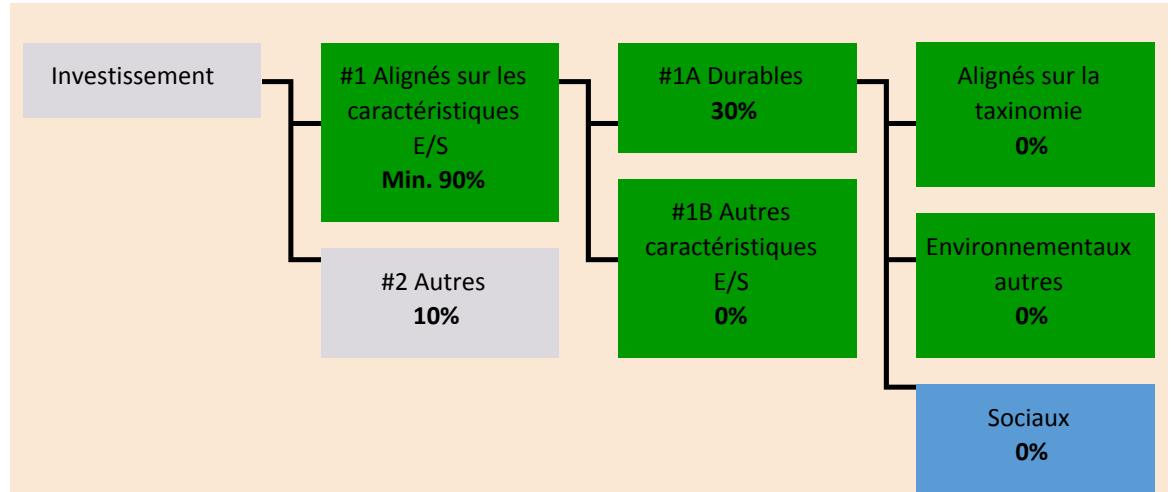 Investissement
#1 Alignés sur les
caractéristiques
E/S
Min. 90%
#2 Autres
10%
#1A Durables
30%
#1B Autres
caractéristiques
E/S
0%
Alignés sur la
taxinomie
0%
Environnementaux
autres
0%
Sociaux
0%